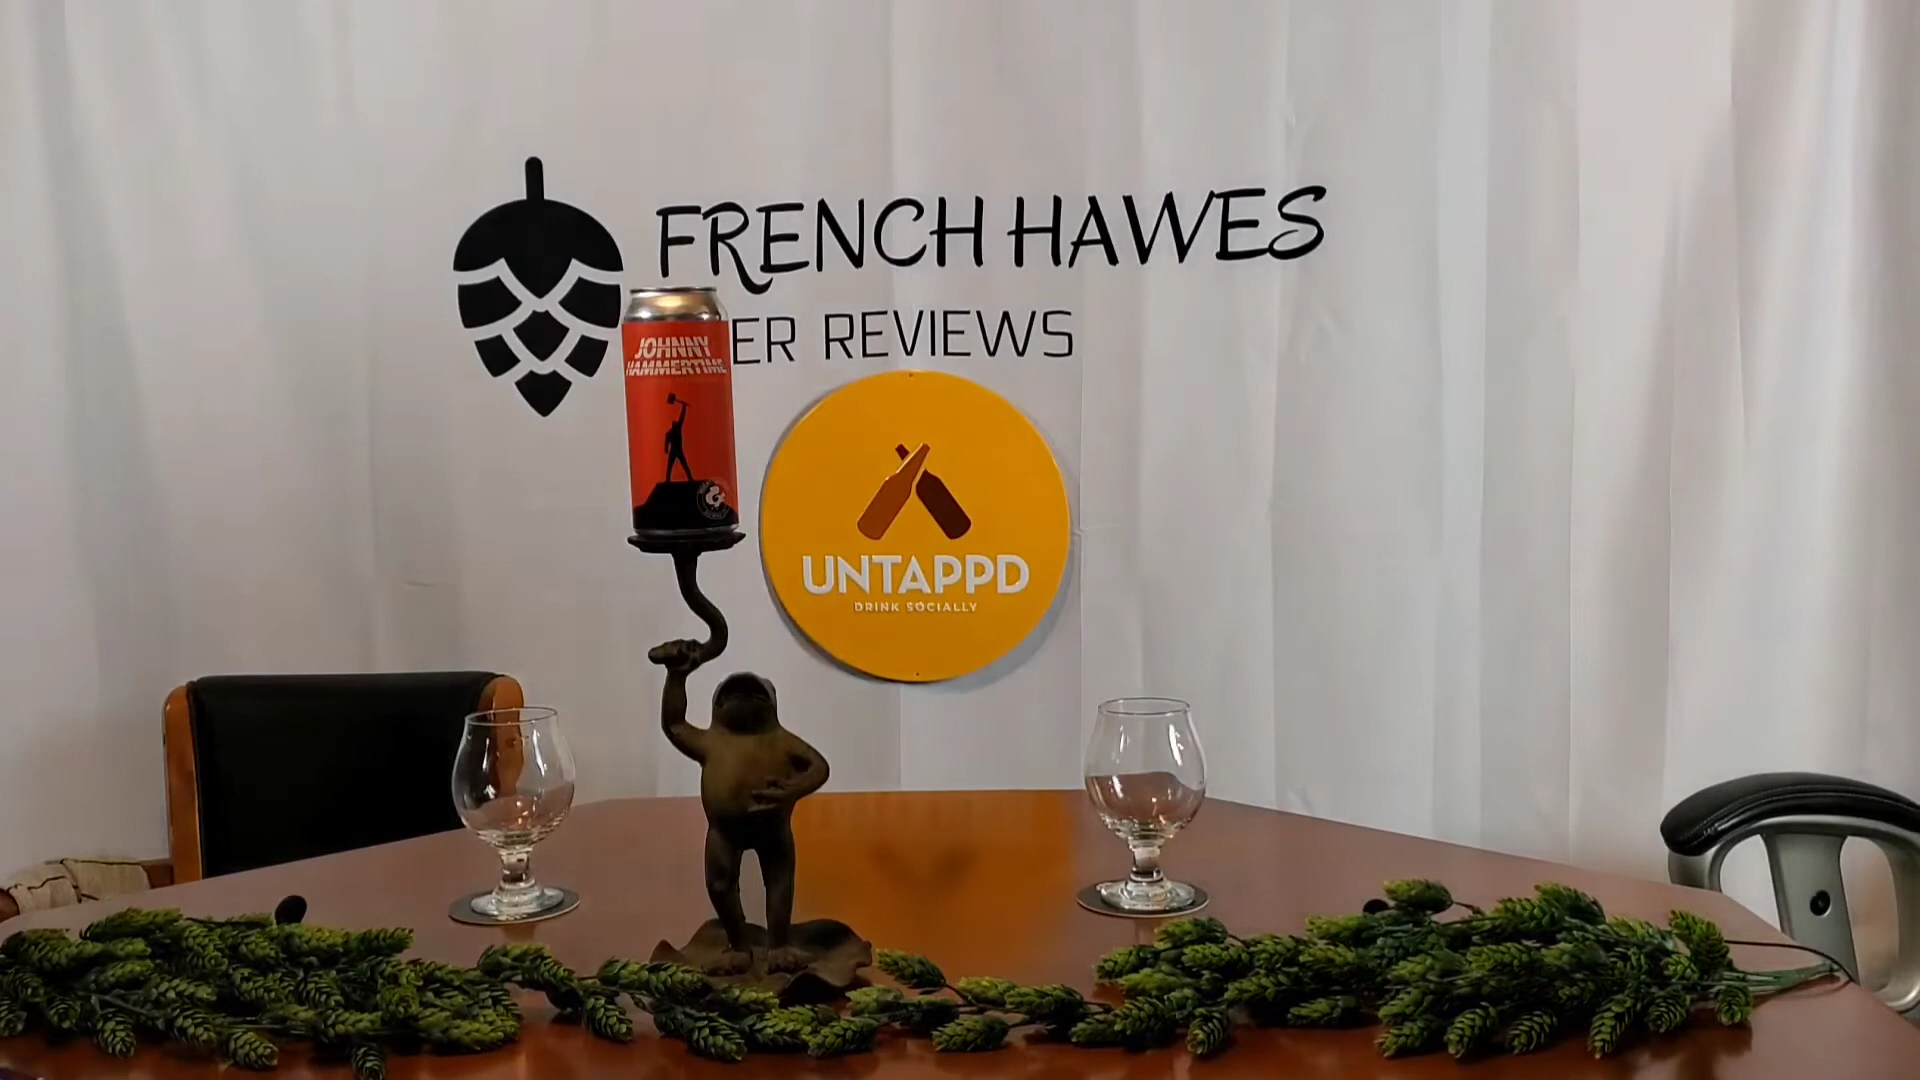 FRENCH HAWES
ER REVIEWS
JOHNNY
HAMMERTIME
UNTAPPD
DRINK SOCIALLY